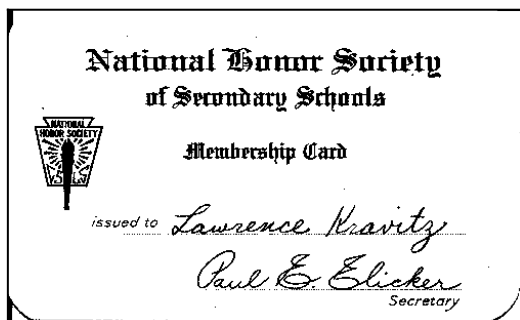 National Honor Society
of Secondary Schools
NATIONAL
HONOR SOCIETY
Membership Card
issued to Lawrence Kravitz
Paul E. Elicker
Secretary